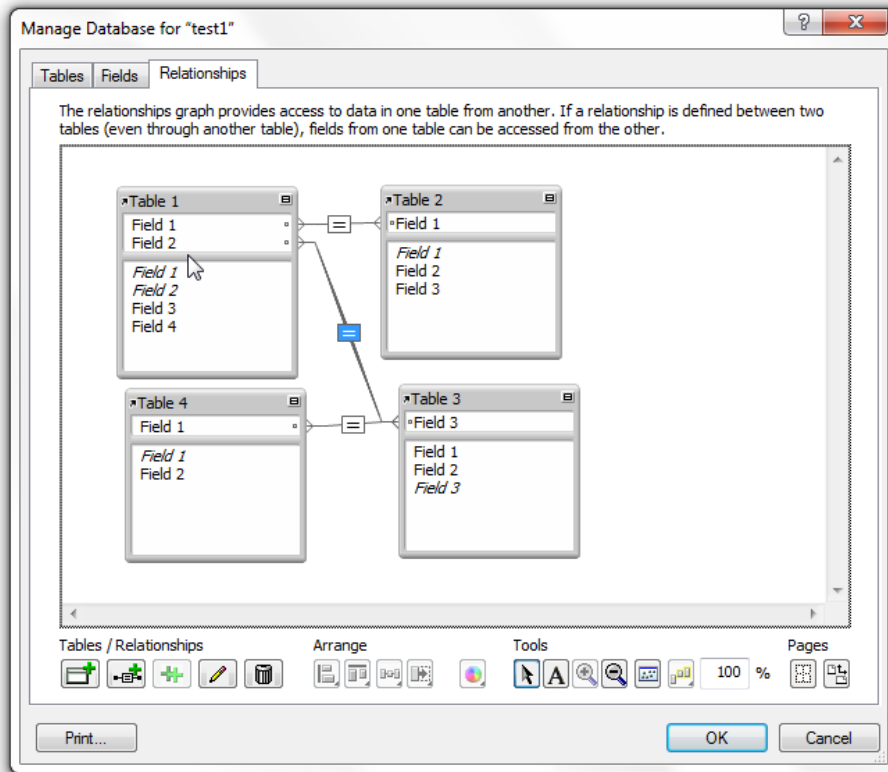 Manage Database for “test1”
Tables
Fields
Relationships
The relationships graph provides access to data in one table from another. If a relationship is defined between two
tables (even through another table), fields from one table can be accessed from the other.
Table 1
Field 1
Field 2
Field 1
Field 2
Field 3
Field 4
=
Table 2
Field 1
Field 1
Field 2
Field 3
=
Table 4
Field 1
Field 1
Field 2
=
Table 3
Field 3
Field 1
Field 2
Field 3
Tables / Relationships
Arrange
Tools
Pages
A
100 %
Print...
OK
Cancel